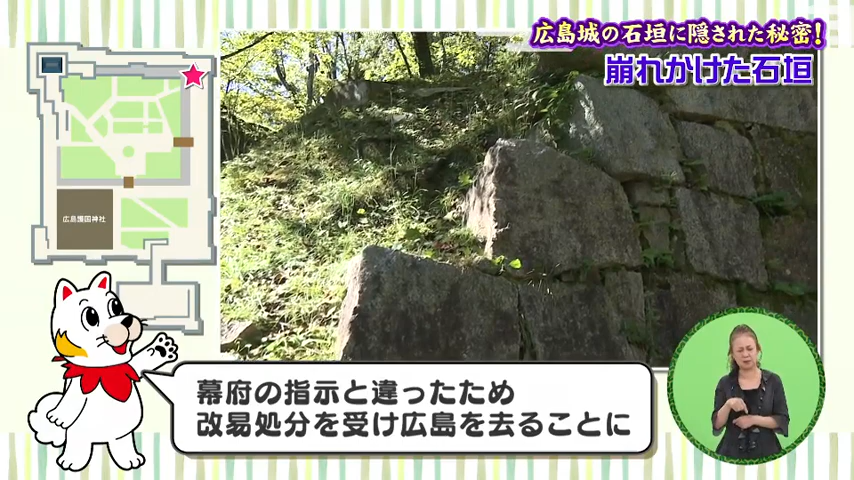 広島城の石垣に隠された秘密!
崩れかけた石垣
広島護国神社
幕府の指示と違ったため
改易処分を受け広島を去ることに